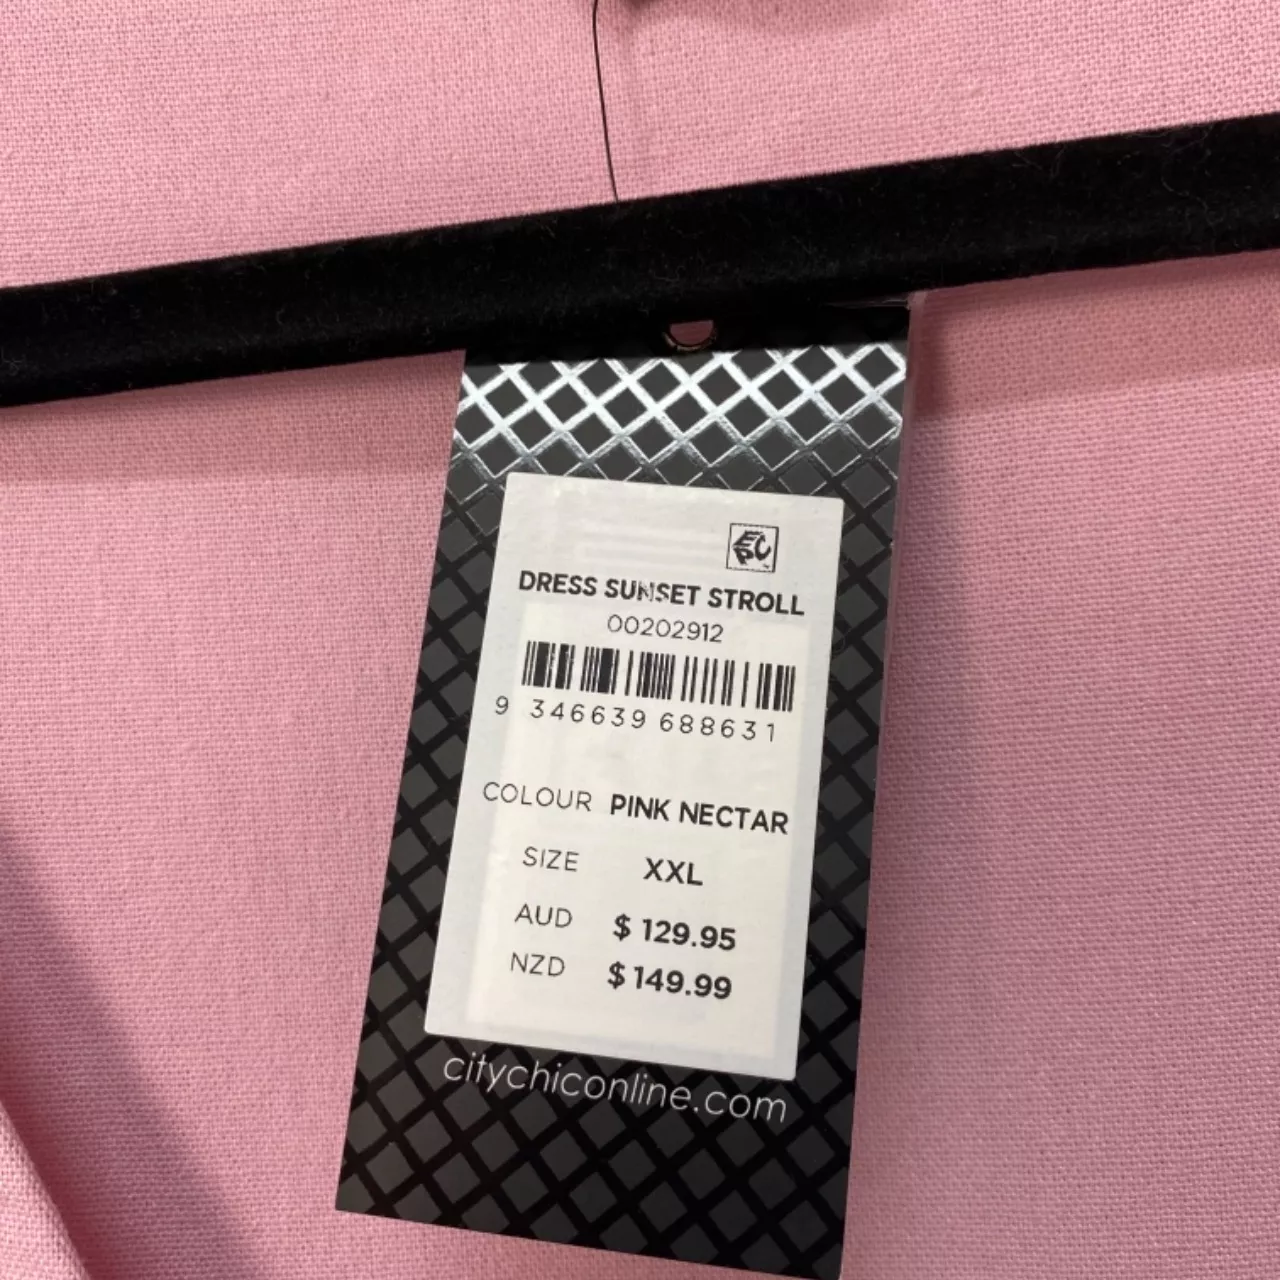 EPC
DRESS SUNSET STROLL
00202912
9 346639 688631
COLOUR PINK NECTAR
SIZE XXL
AUD $ 129.95
NZD $ 149.99
citychiconline.com